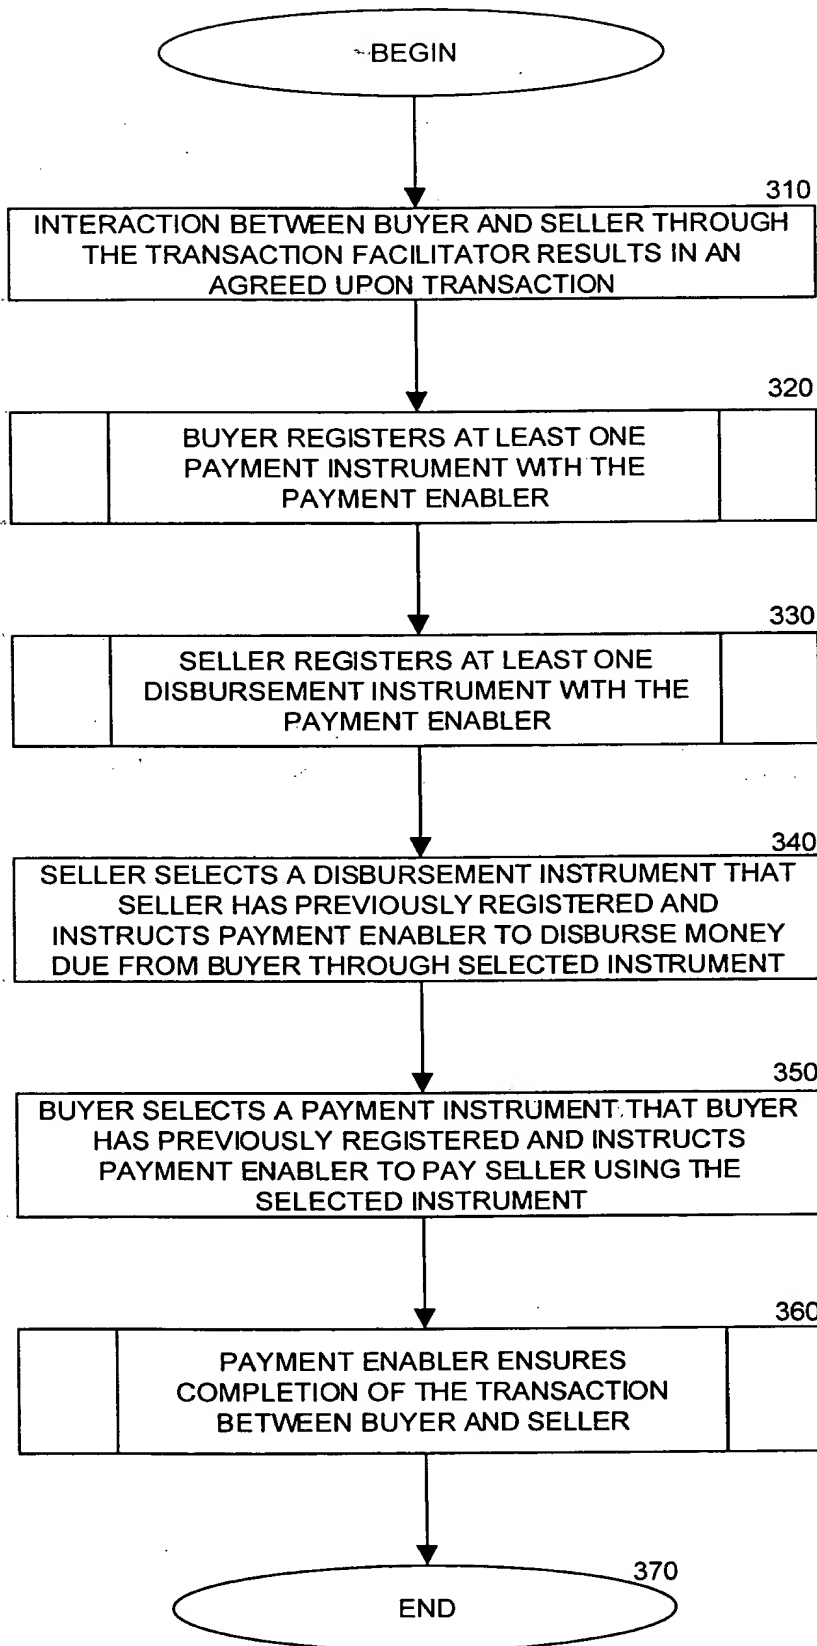 BEGIN
310
INTERACTION BETWEEN BUYER AND SELLER THROUGH
THE TRANSACTION FACILITATOR RESULTS IN AN
AGREED UPON TRANSACTION
320
BUYER REGISTERS AT LEAST ONE
PAYMENT INSTRUMENT WITH THE
PAYMENT ENABLER
330
SELLER REGISTERS AT LEAST ONE
DISBURSEMENT INSTRUMENT WITH THE
PAYMENT ENABLER
340
SELLER SELECTS A DISBURSEMENT INSTRUMENT THAT
SELLER HAS PREVIOUSLY REGISTERED AND
INSTRUCTS PAYMENT ENABLER TO DISBURSE MONEY
DUE FROM BUYER THROUGH SELECTED INSTRUMENT
350
BUYER SELECTS A PAYMENT INSTRUMENT THAT BUYER
HAS PREVIOUSLY REGISTERED AND INSTRUCTS
PAYMENT ENABLER TO PAY SELLER USING THE
SELECTED INSTRUMENT
360
PAYMENT ENABLER ENSURES
COMPLETION OF THE TRANSACTION
BETWEEN BUYER AND SELLER
370
END